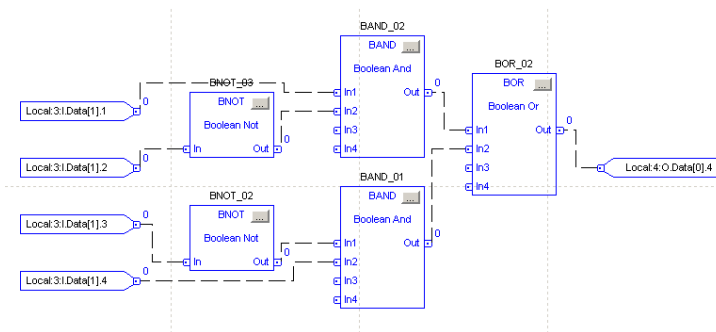 BAND_02
BAND ...
Boolean And
BOR_02
BOR ...
Boolean Or
BNOT_03
BNOT ...
Boolean Not
Local:3:I.Data[1].1
0
In1
Out
0
In2
In3
In4
0
In1
Out
0
In2
In3
In4
Local:3:I.Data[1].2
0
In
Out
0
Local:4:O.Data[0].4
BAND_01
BAND ...
Boolean And
BNOT_02
BNOT ...
Boolean Not
Local:3:I.Data[1].3
0
In
Out
0
In1
Out
0
In2
In3
In4
Local:3:I.Data[1].4
0